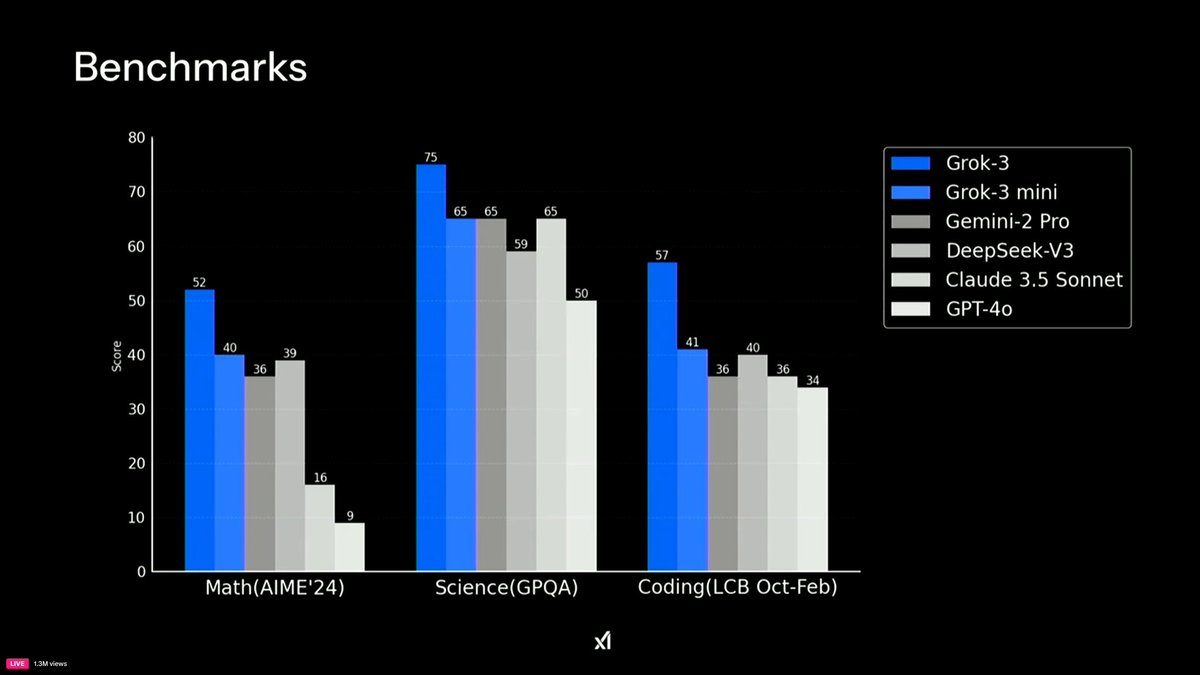 Benchmarks
80
70
60
50
40
30
20
10
0
Score
52
40
36
39
16
9
75
65
65
59
65
50
57
41
36
40
36
34
Math(AIME'24)
Science(GPQA)
Coding(LCB Oct-Feb)
Grok-3
Grok-3 mini
Gemini-2 Pro
DeepSeek-V3
Claude 3.5 Sonnet
GPT-4o
xI
LIVE 1.3M views